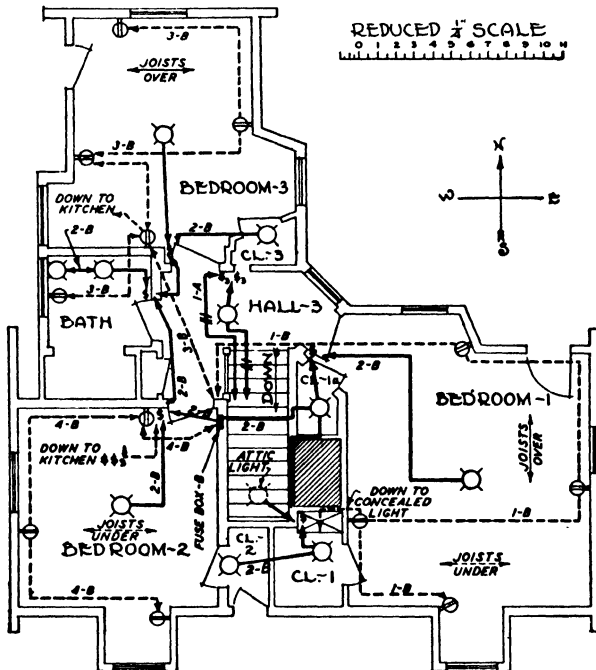 REDUCED 1/4" SCALE
0 1 2 3 4 5 6 7 8 9 10 11
3-B
JOISTS
OVER
N
W E
S
3-B
BEDROOM-3
DOWN TO
KITCHEN
2-B
2-B
CL-3
3-B
1-A
HALL-3
BATH
3-B
1-B
2-B
2-B
DOWN
CL-1a
BEDROOM-1
4-B
S
2-B
2-B
4-B
DOWN TO
KITCHEN
2-B
ATTIC
LIGHT
JOISTS
OVER
FUSE BOX-B
DOWN TO
CONCEALED
LIGHT
1-B
JOISTS
UNDER
BEDROOM-2
CL-
2
2-B
CL-1
JOISTS
UNDER
4-B
1-B